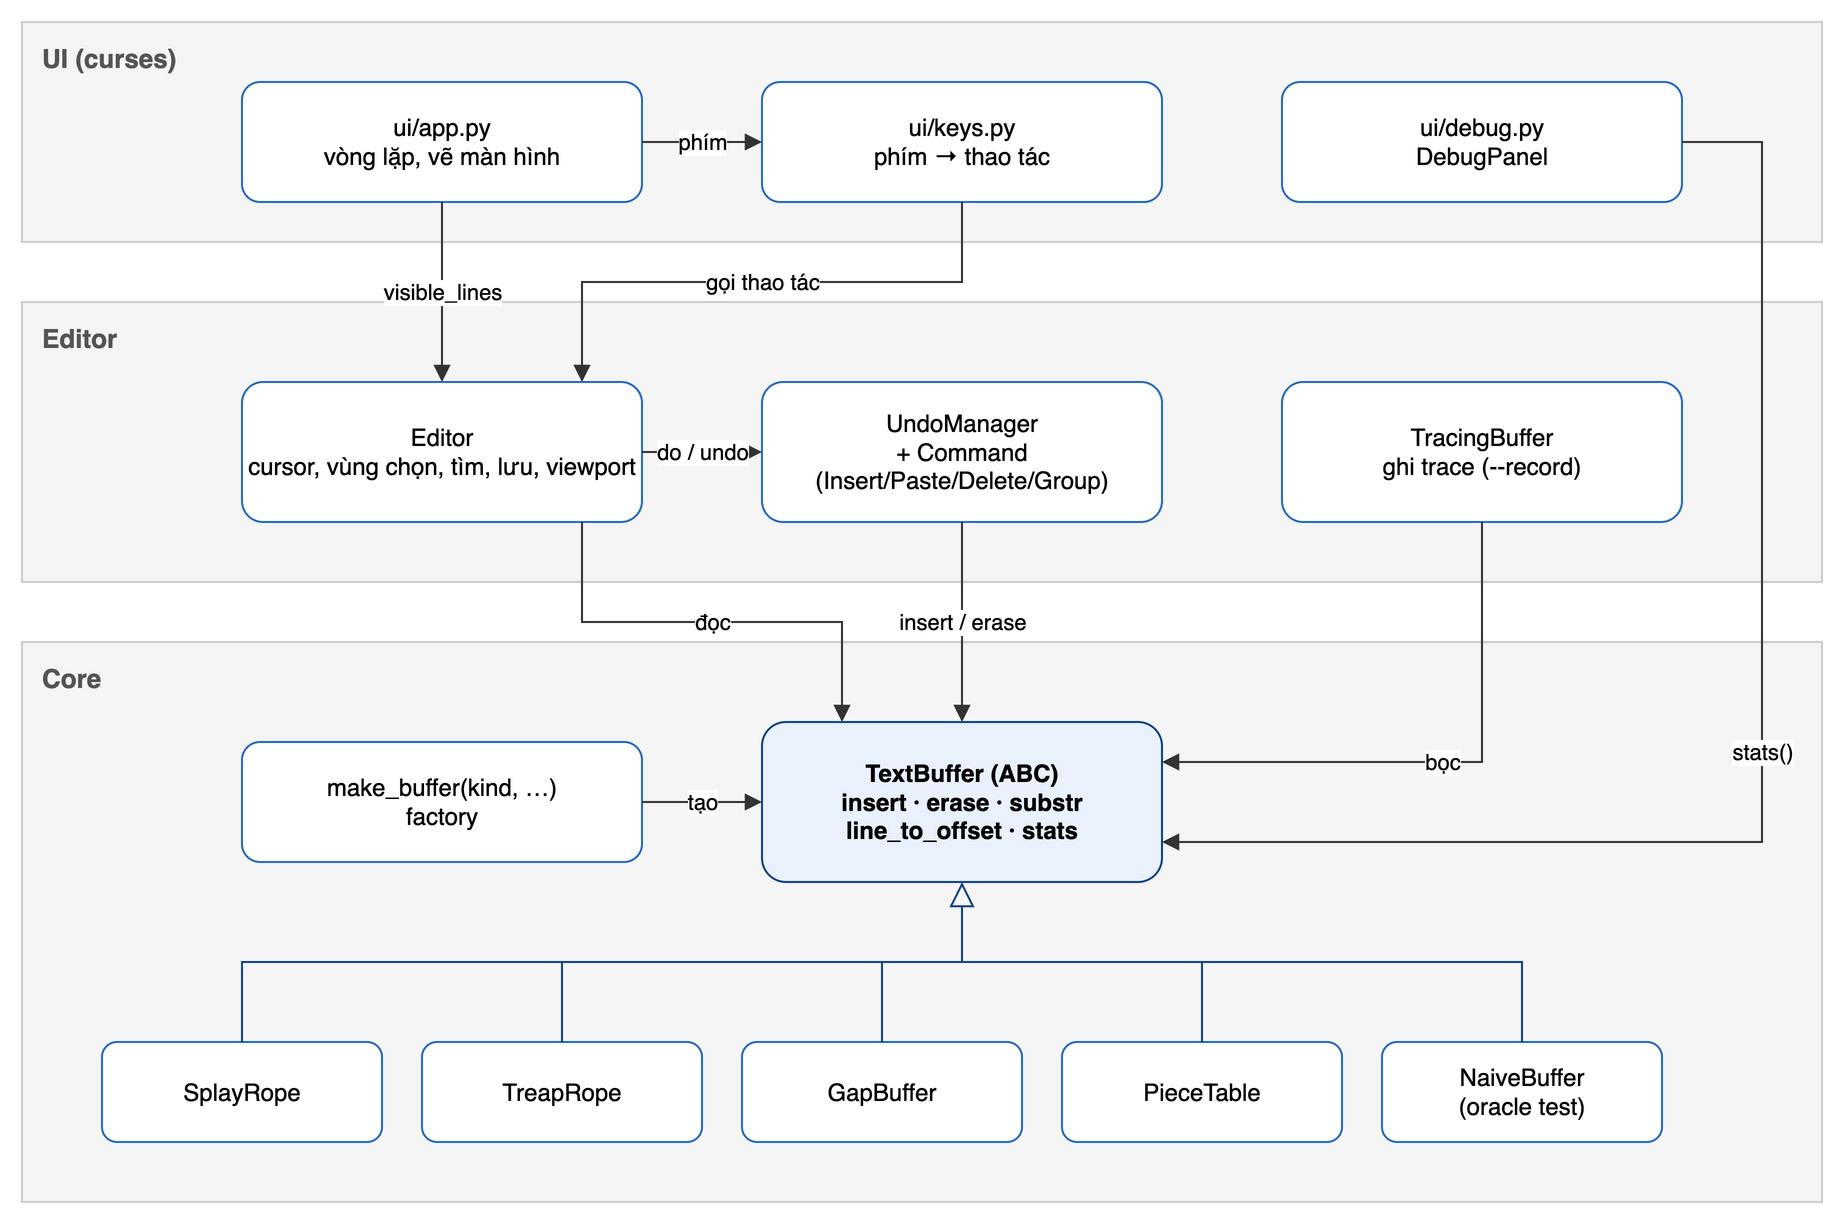 UI (curses)
ui/app.py
vòng lặp, vẽ màn hình
phím
ui/keys.py
phím → thao tác
ui/debug.py
DebugPanel
visible_lines
gọi thao tác
Editor
Editor
cursor, vùng chọn, tìm, lưu, viewport
do / undo
UndoManager
+ Command
(Insert/Paste/Delete/Group)
TracingBuffer
ghi trace (--record)
đọc
insert / erase
Core
make_buffer(kind, …)
factory
tạo
TextBuffer (ABC)
insert · erase · substr
line_to_offset · stats
bọc
stats()
SplayRope
TreapRope
GapBuffer
PieceTable
NaiveBuffer
(oracle test)